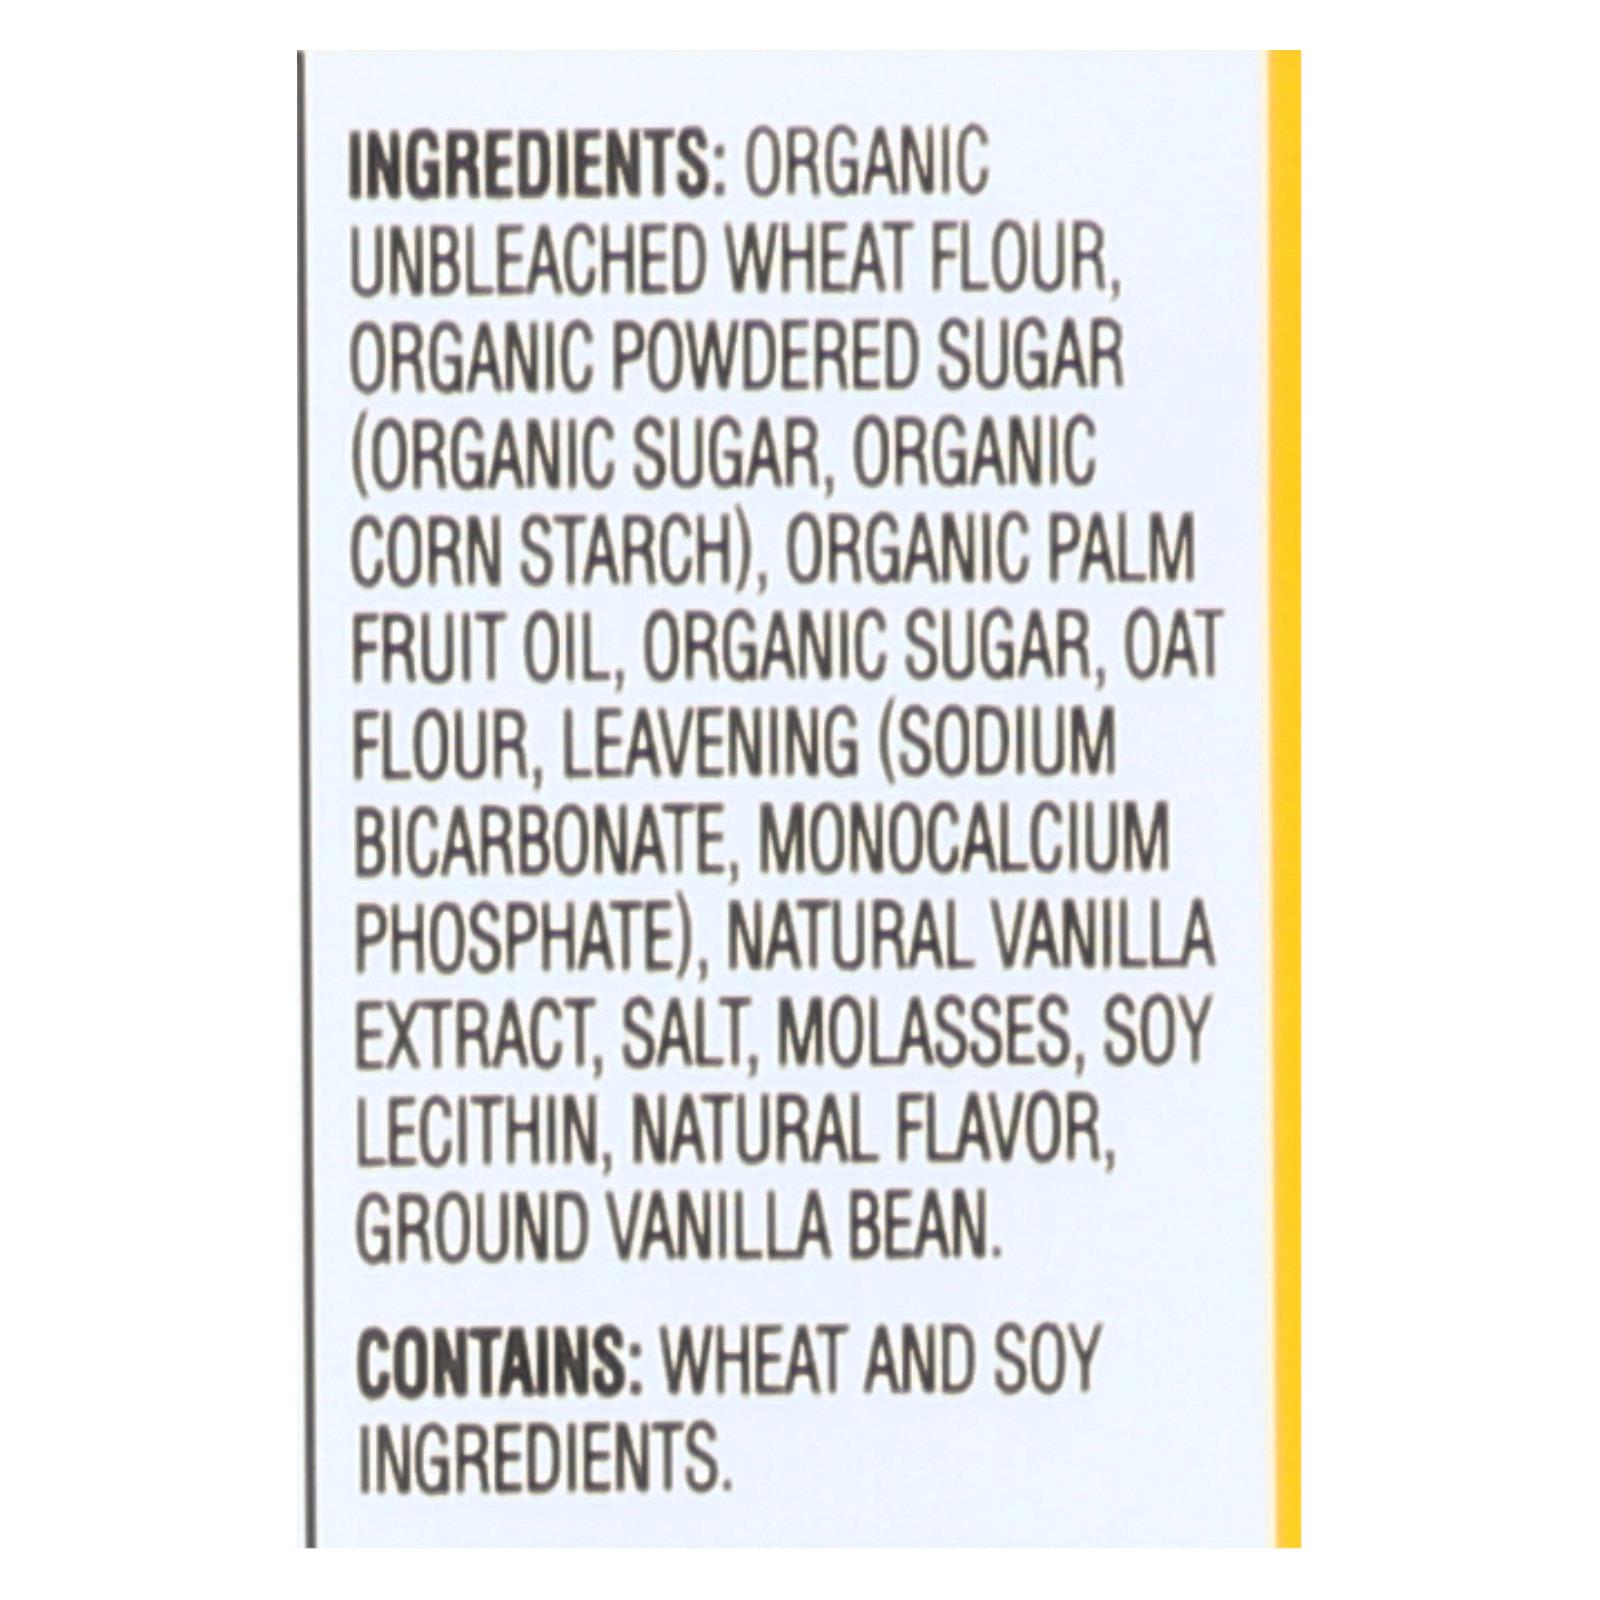 INGREDIENTS: ORGANIC
UNBLEACHED WHEAT FLOUR,
ORGANIC POWDERED SUGAR
(ORGANIC SUGAR, ORGANIC
CORN STARCH), ORGANIC PALM
FRUIT OIL, ORGANIC SUGAR, OAT
FLOUR, LEAVENING (SODIUM
BICARBONATE, MONOCALCIUM
PHOSPHATE), NATURAL VANILLA
EXTRACT, SALT, MOLASSES, SOY
LECITHIN, NATURAL FLAVOR,
GROUND VANILLA BEAN.
CONTAINS: WHEAT AND SOY
INGREDIENTS.